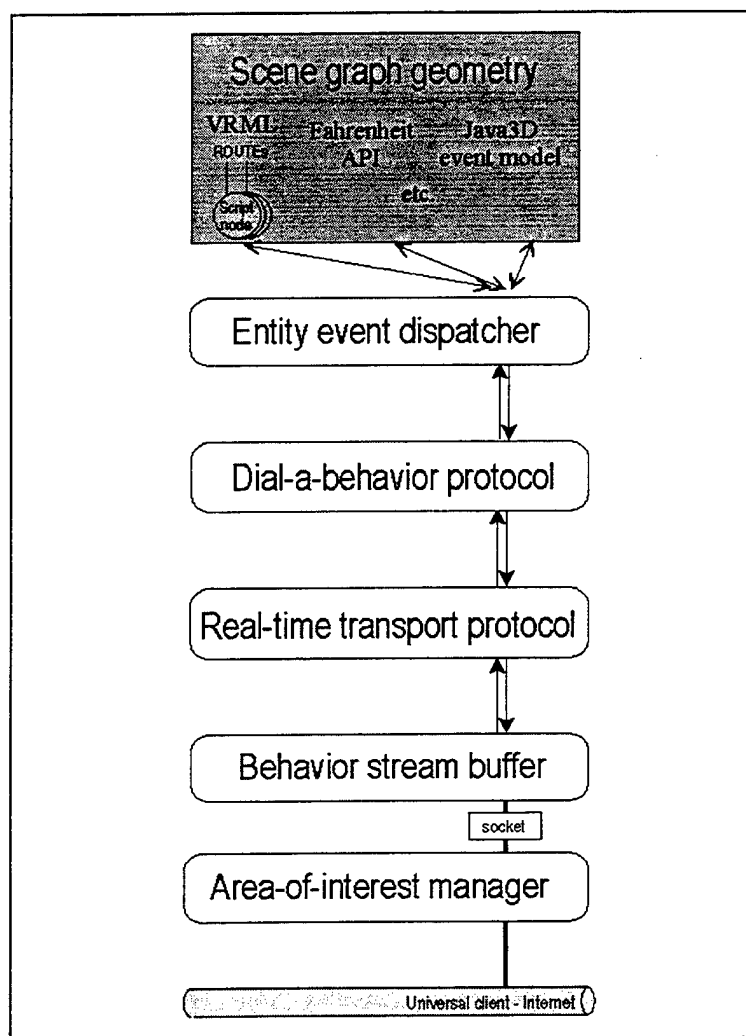 Scene graph geometry
VRML
ROUTEs
Fahrenheit
API
Java3D
event model
etc.
Script
node
Entity event dispatcher
Dial-a-behavior protocol
Real-time transport protocol
Behavior stream buffer
socket
Area-of-interest manager
Universal client - Internet